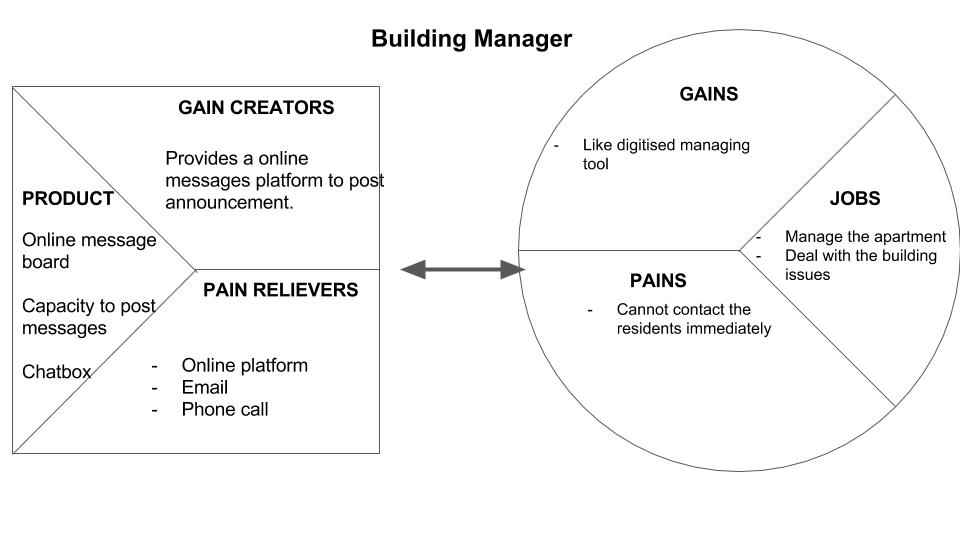 Building Manager
GAIN CREATORS
Provides a online
messages platform to post
announcement.
PRODUCT
Online message
board
Capacity to post
messages
Chatbox
PAIN RELIEVERS
- Online platform
- Email
- Phone call
GAINS
- Like digitised managing
tool
JOBS
- Manage the apartment
- Deal with the building
issues
PAINS
- Cannot contact the
residents immediately